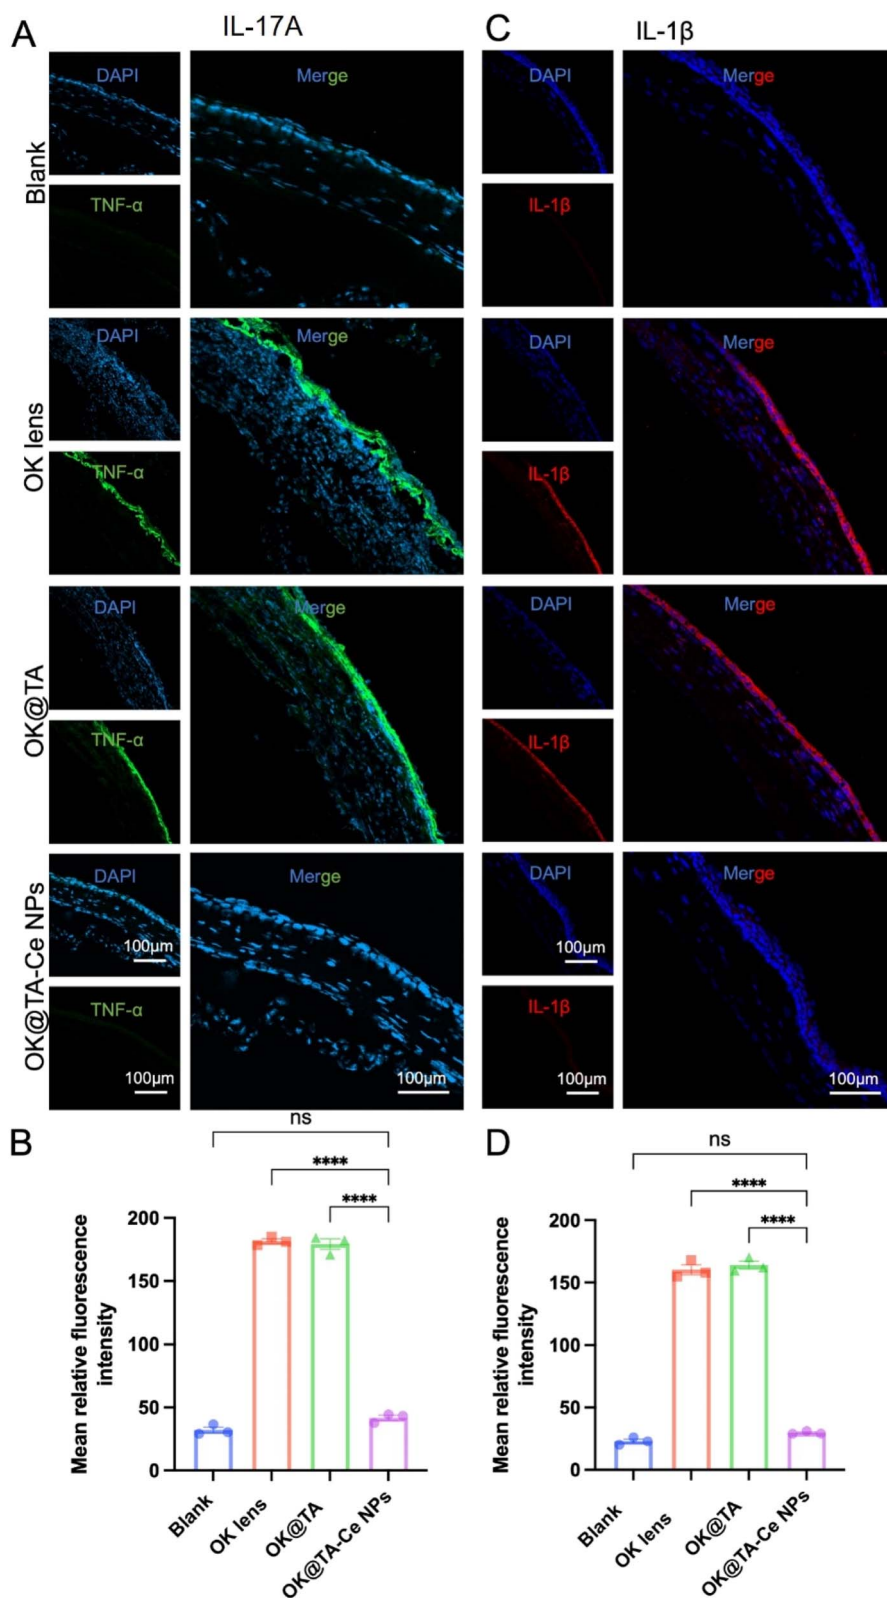 A
IL-17A
Blank
DAPI
Merge
TNF-α
OK lens
DAPI
Merge
TNF-α
OK@TA
DAPI
Merge
TNF-α
OK@TA-Ce NPs
DAPI
Merge
100μm
TNF-α
100μm
100μm
C
IL-1β
DAPI
Merge
IL-1β
DAPI
Merge
IL-1β
DAPI
Merge
IL-1β
DAPI
Merge
100μm
IL-1β
100μm
100μm
B
ns
****
****
Mean relative fluorescence
intensity
200
150
100
50
0
Blank
OK lens
OK@TA
OK@TA-Ce NPs
D
ns
****
****
Mean relative fluorescence
intensity
200
150
100
50
0
Blank
OK lens
OK@TA
OK@TA-Ce NPs